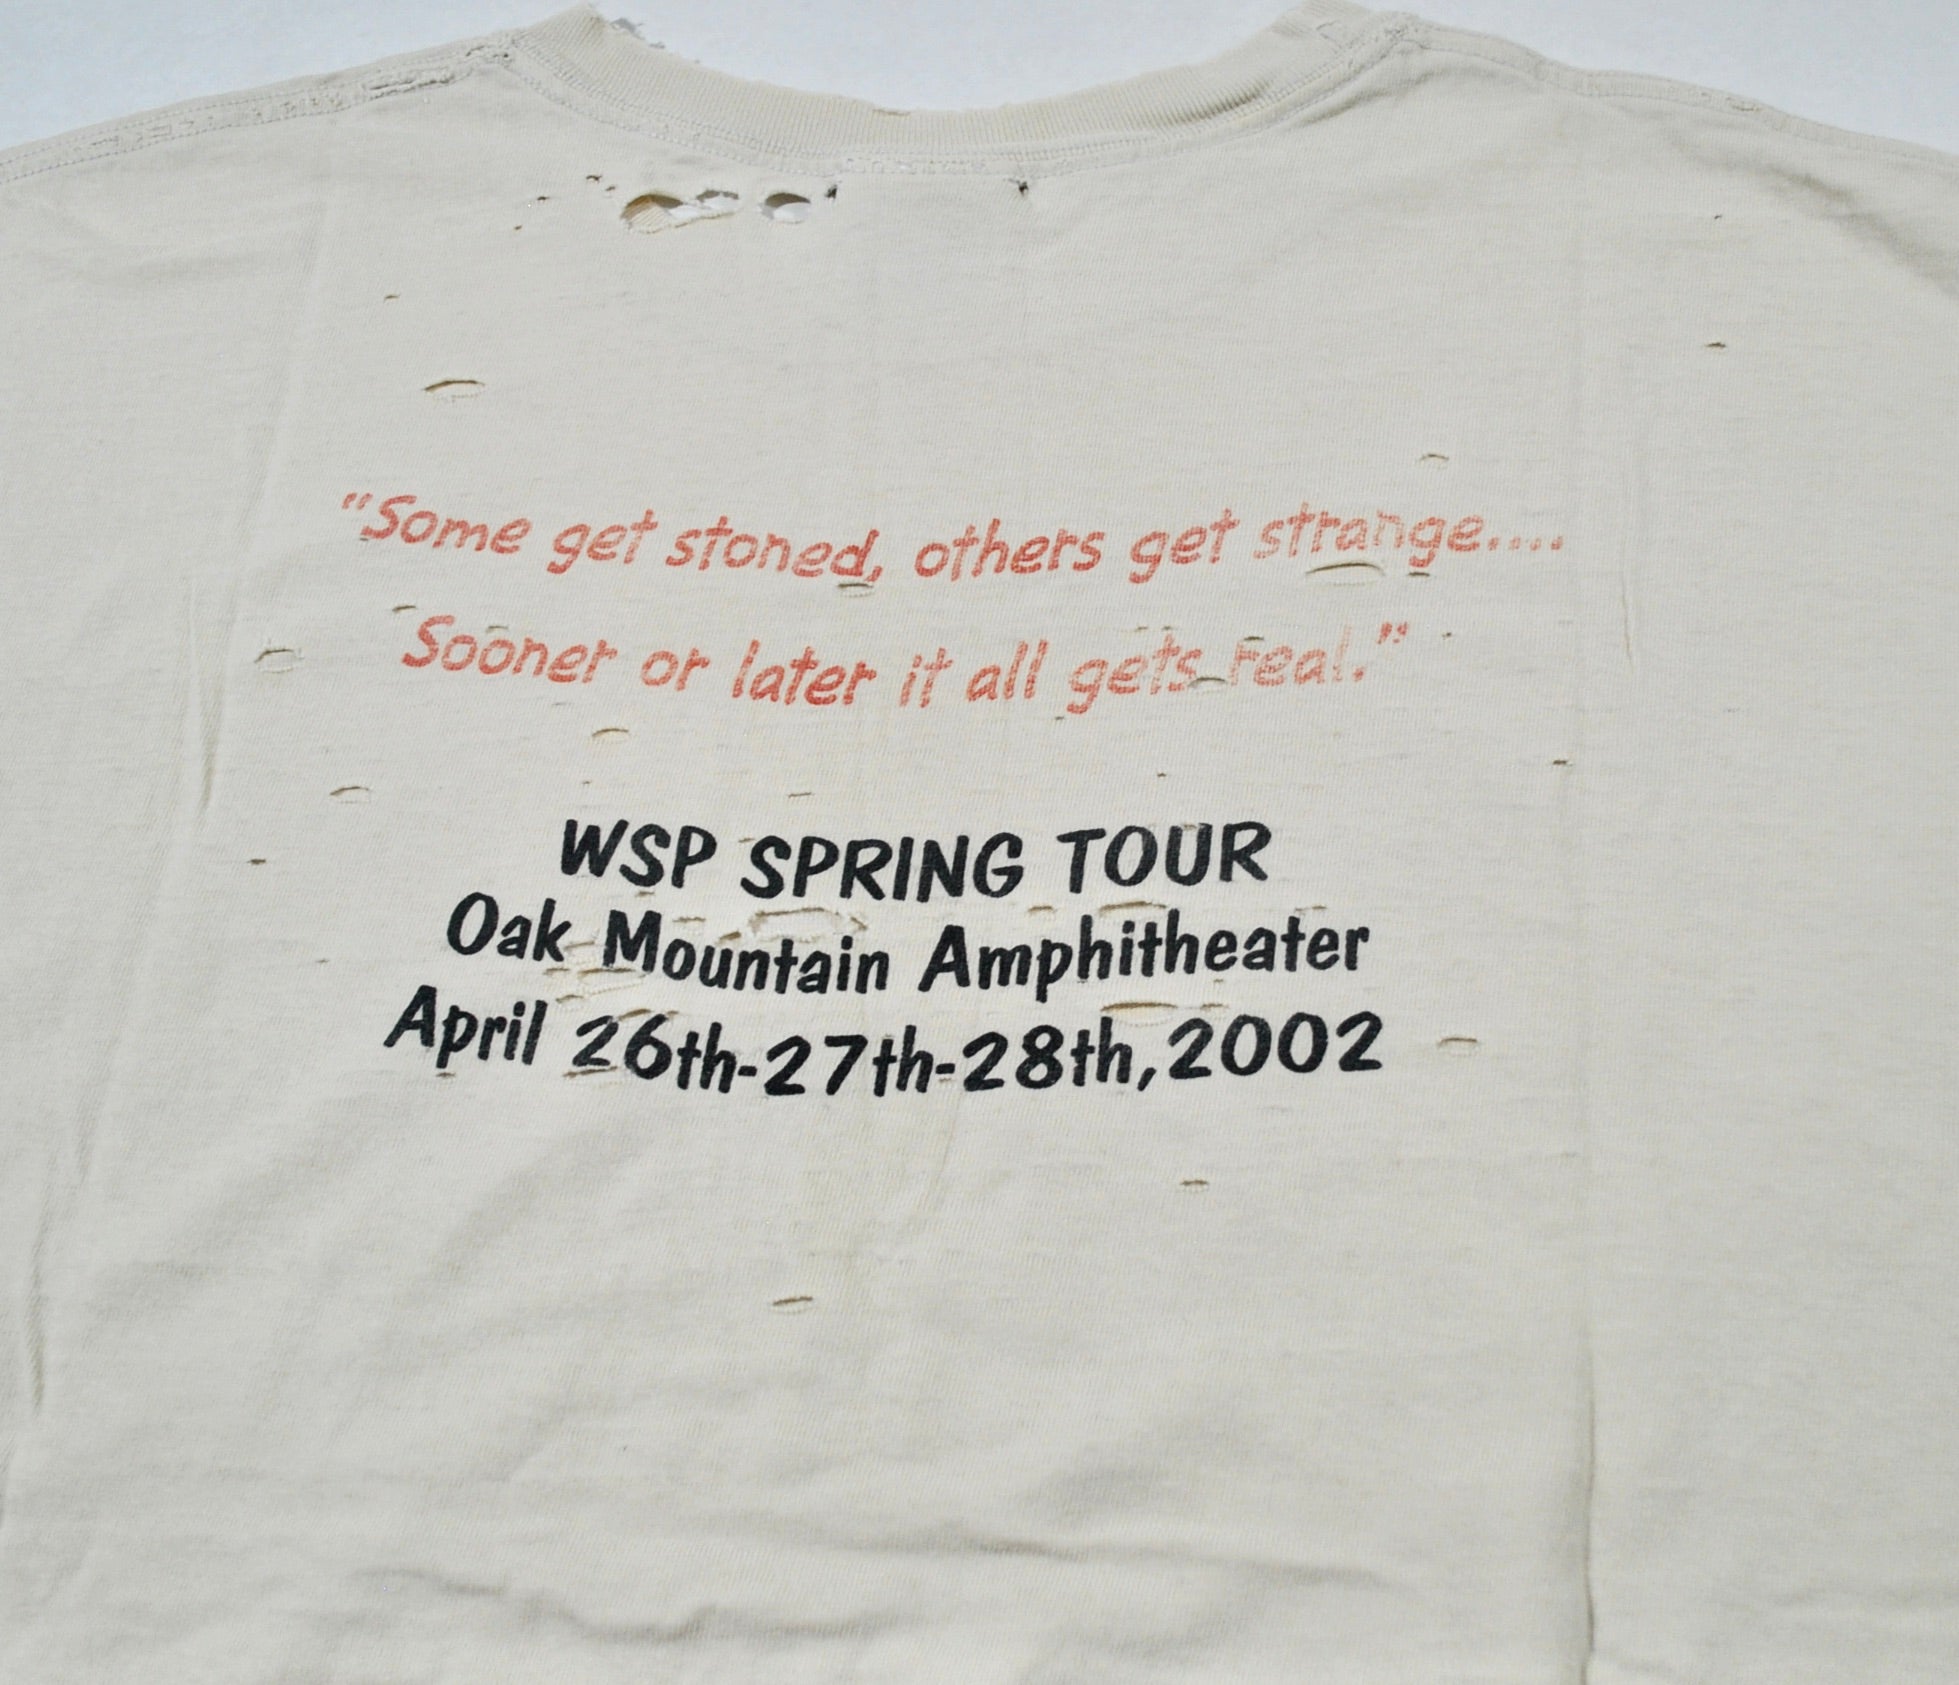 "Some get stoned, others get strange....
Sooner or later it all gets real."
WSP SPRING TOUR
Oak Mountain Amphitheater
April 26th-27th-28th, 2002